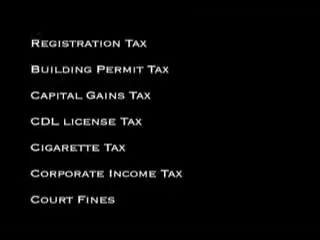 Registration Tax
Building Permit Tax
Capital Gains Tax
CDL license Tax
Cigarette Tax
Corporate Income Tax
Court Fines